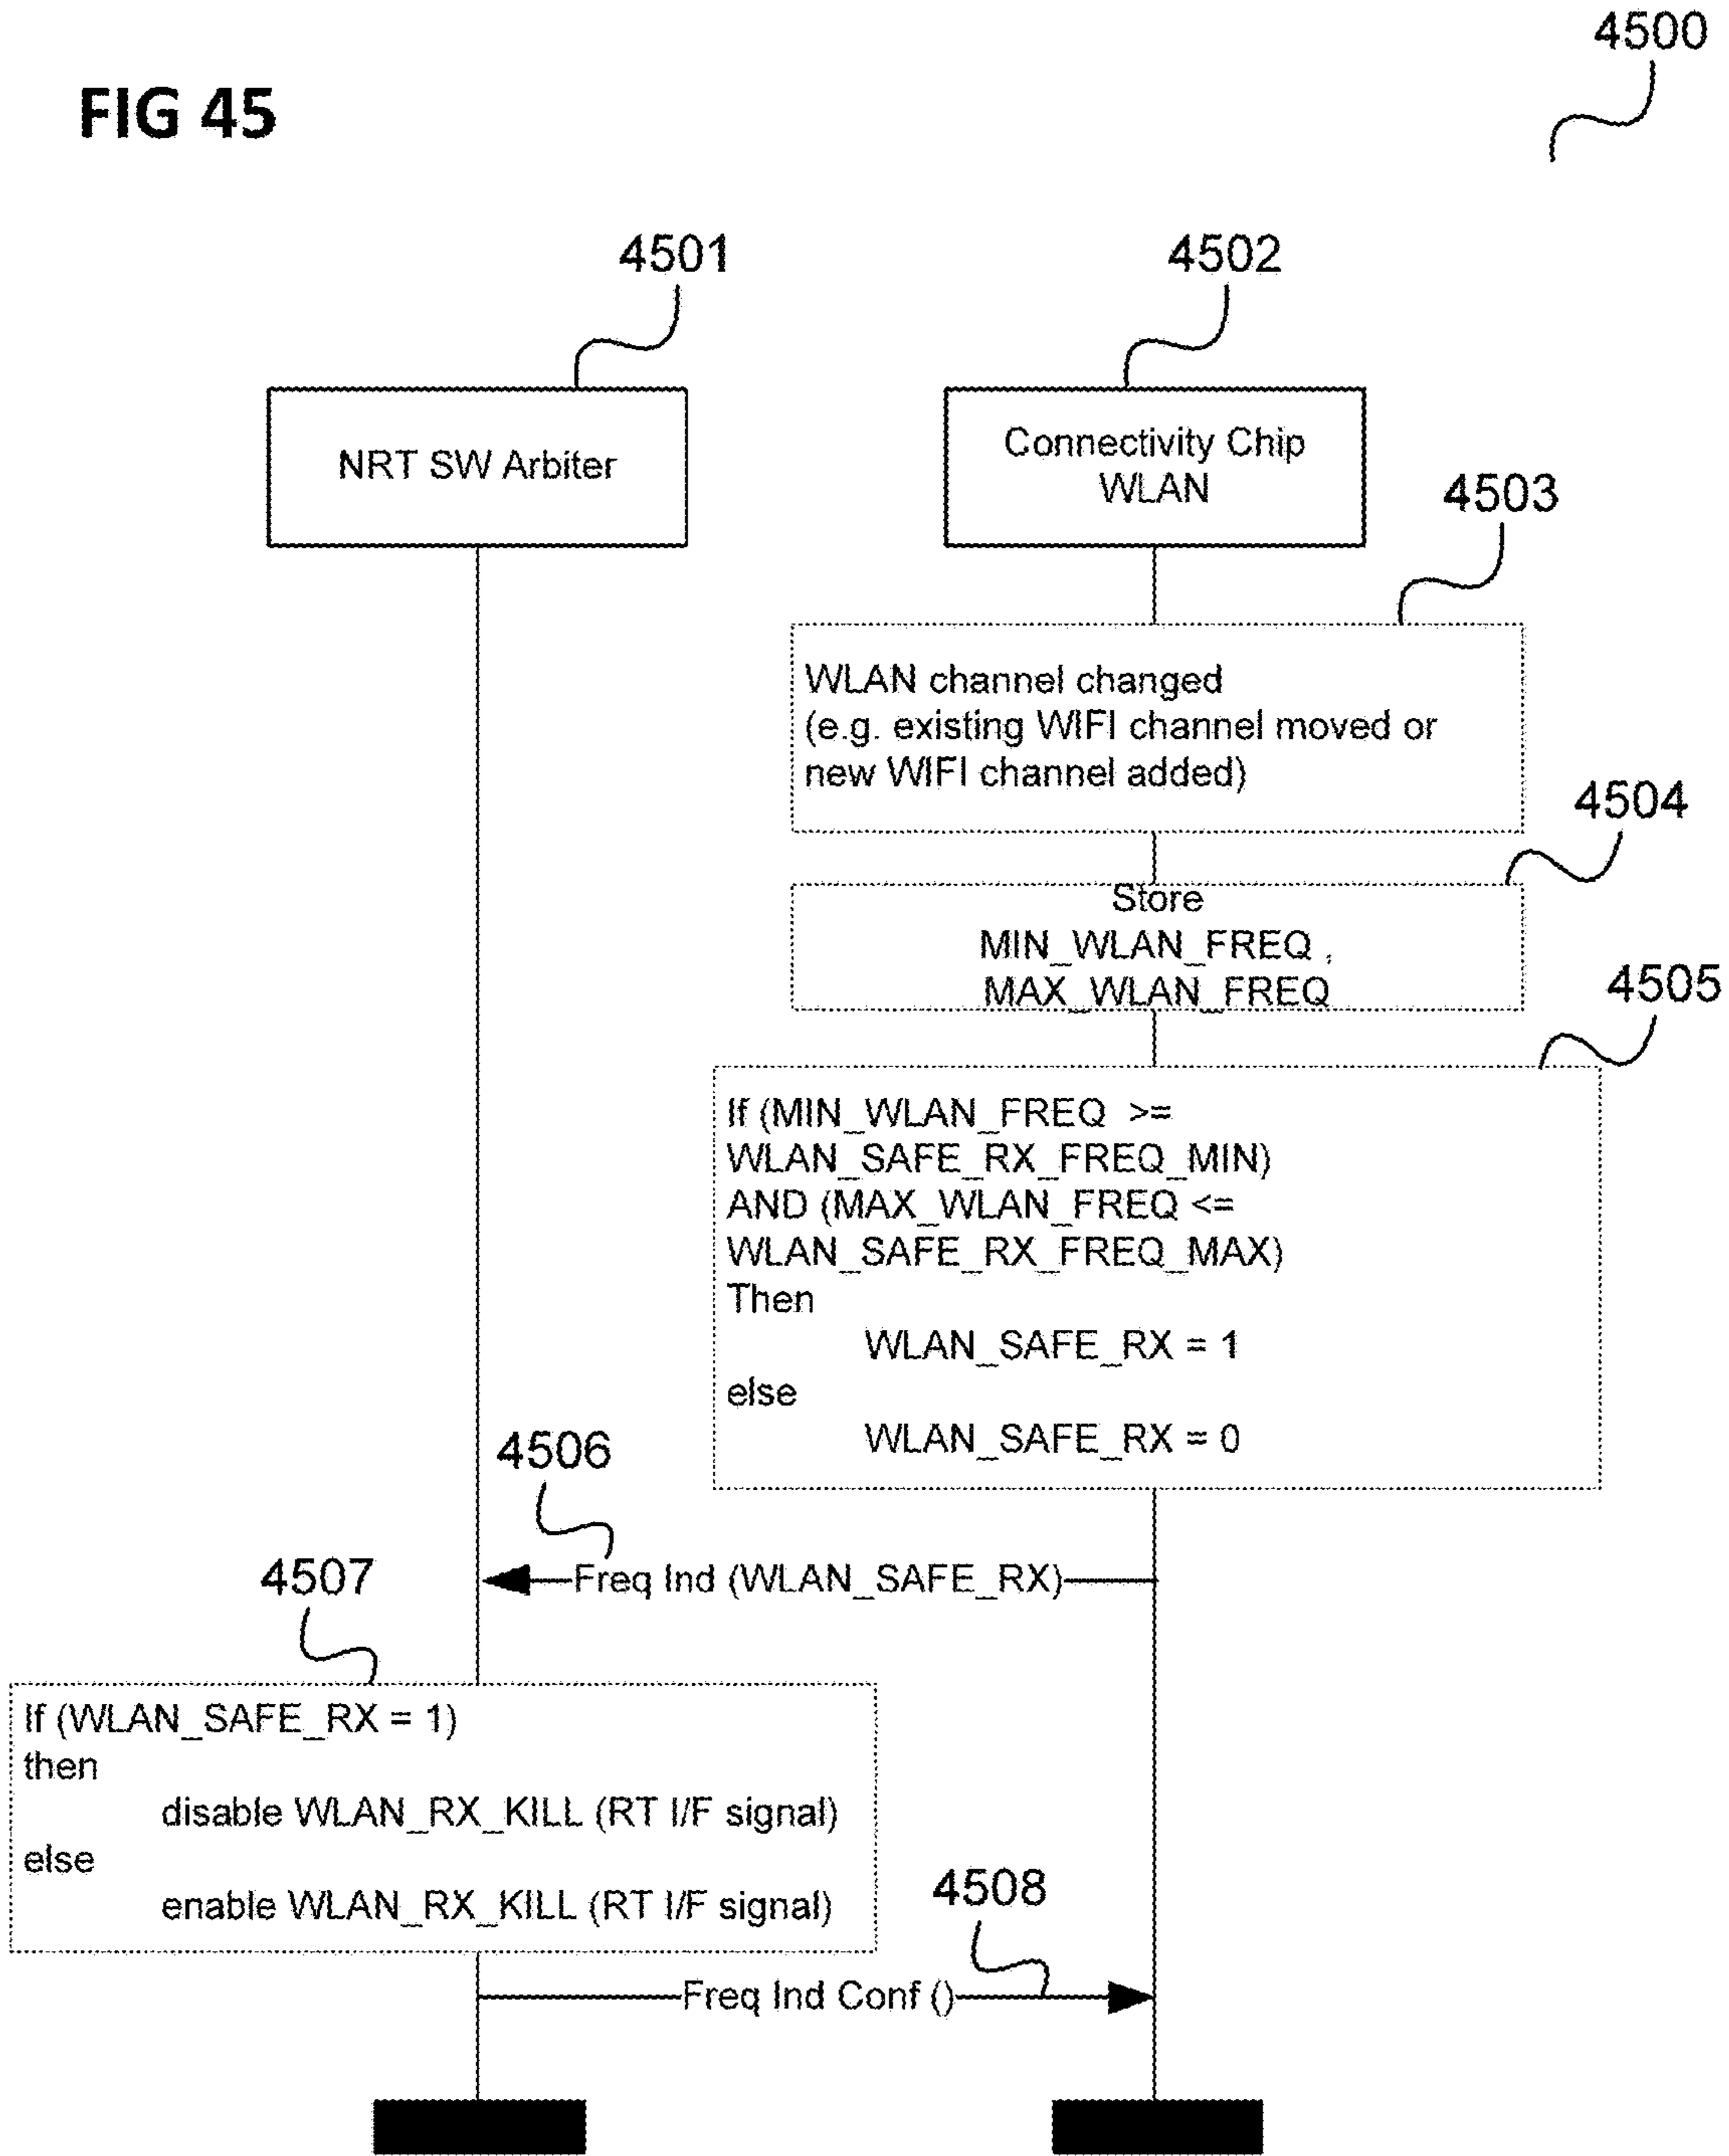 4500
FIG 45
4501
4502
NRT SW Arbiter
Connectivity Chip
WLAN
4503
WLAN channel changed
(e.g. existing WIFI channel moved or
new WIFI channel added)
4504
Store
MIN_WLAN_FREQ ,
MAX_WLAN_FREQ
4505
If (MIN_WLAN_FREQ >=
WLAN_SAFE_RX_FREQ_MIN)
AND (MAX_WLAN_FREQ <=
WLAN_SAFE_RX_FREQ_MAX)
Then
WLAN_SAFE_RX = 1
else
WLAN_SAFE_RX = 0
4506
Freq Ind (WLAN_SAFE_RX)
4507
If (WLAN_SAFE_RX = 1)
then
disable WLAN_RX_KILL (RT I/F signal)
else
enable WLAN_RX_KILL (RT I/F signal)
4508
Freq Ind Conf ()